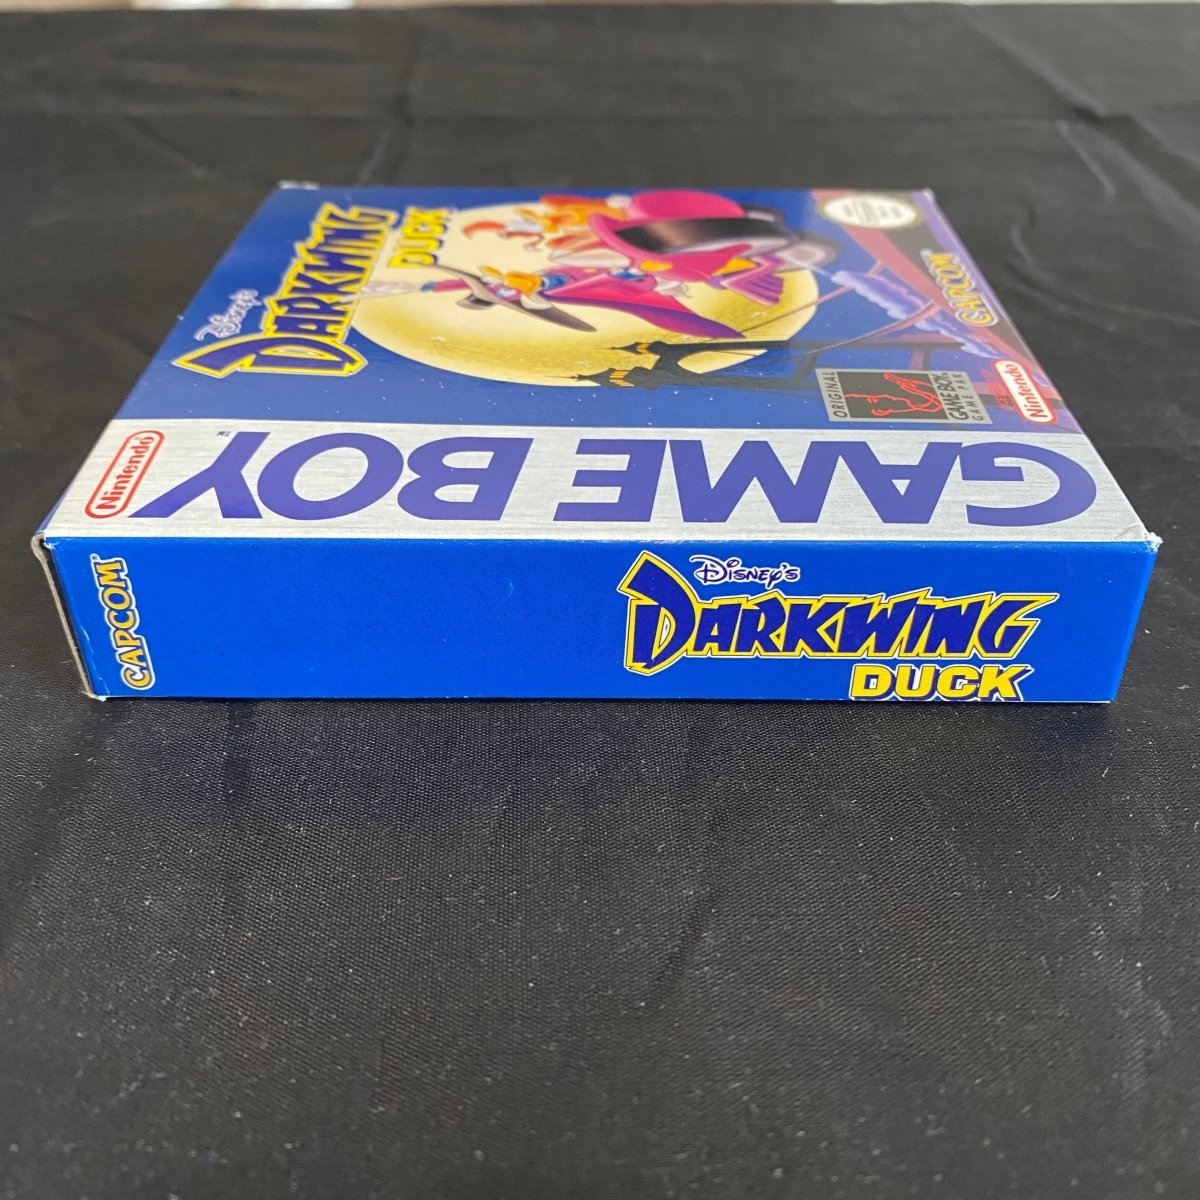 Disney's
DARKWING
DUCK
CAPCOM
ORIGINAL
GAME BOY
GAME PAK
Nintendo
Nintendo
GAME BOY
TM
CAPCOM
Disney's
DARKWING
DUCK